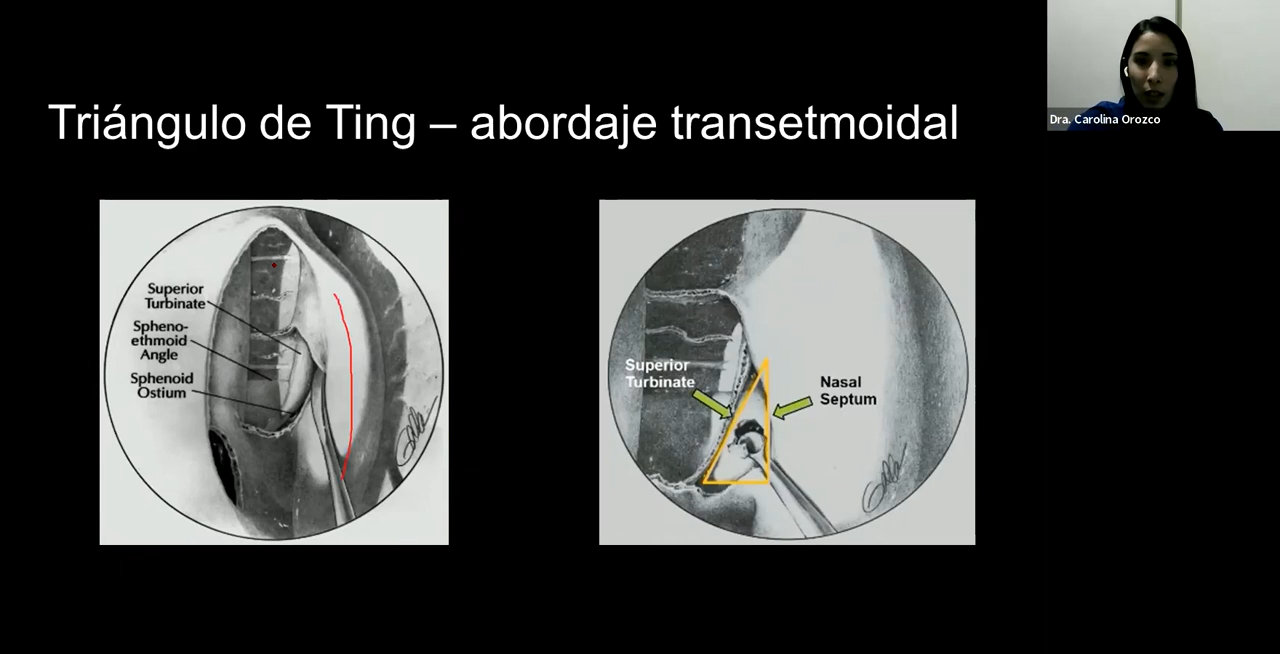 Triángulo de Ting – abordaje transetmoidal
Dra. Carolina Orozco
Superior
Turbinate
Spheno-
ethmoid
Angle
Sphenoid
Ostium
Superior
Turbinate
Nasal
Septum